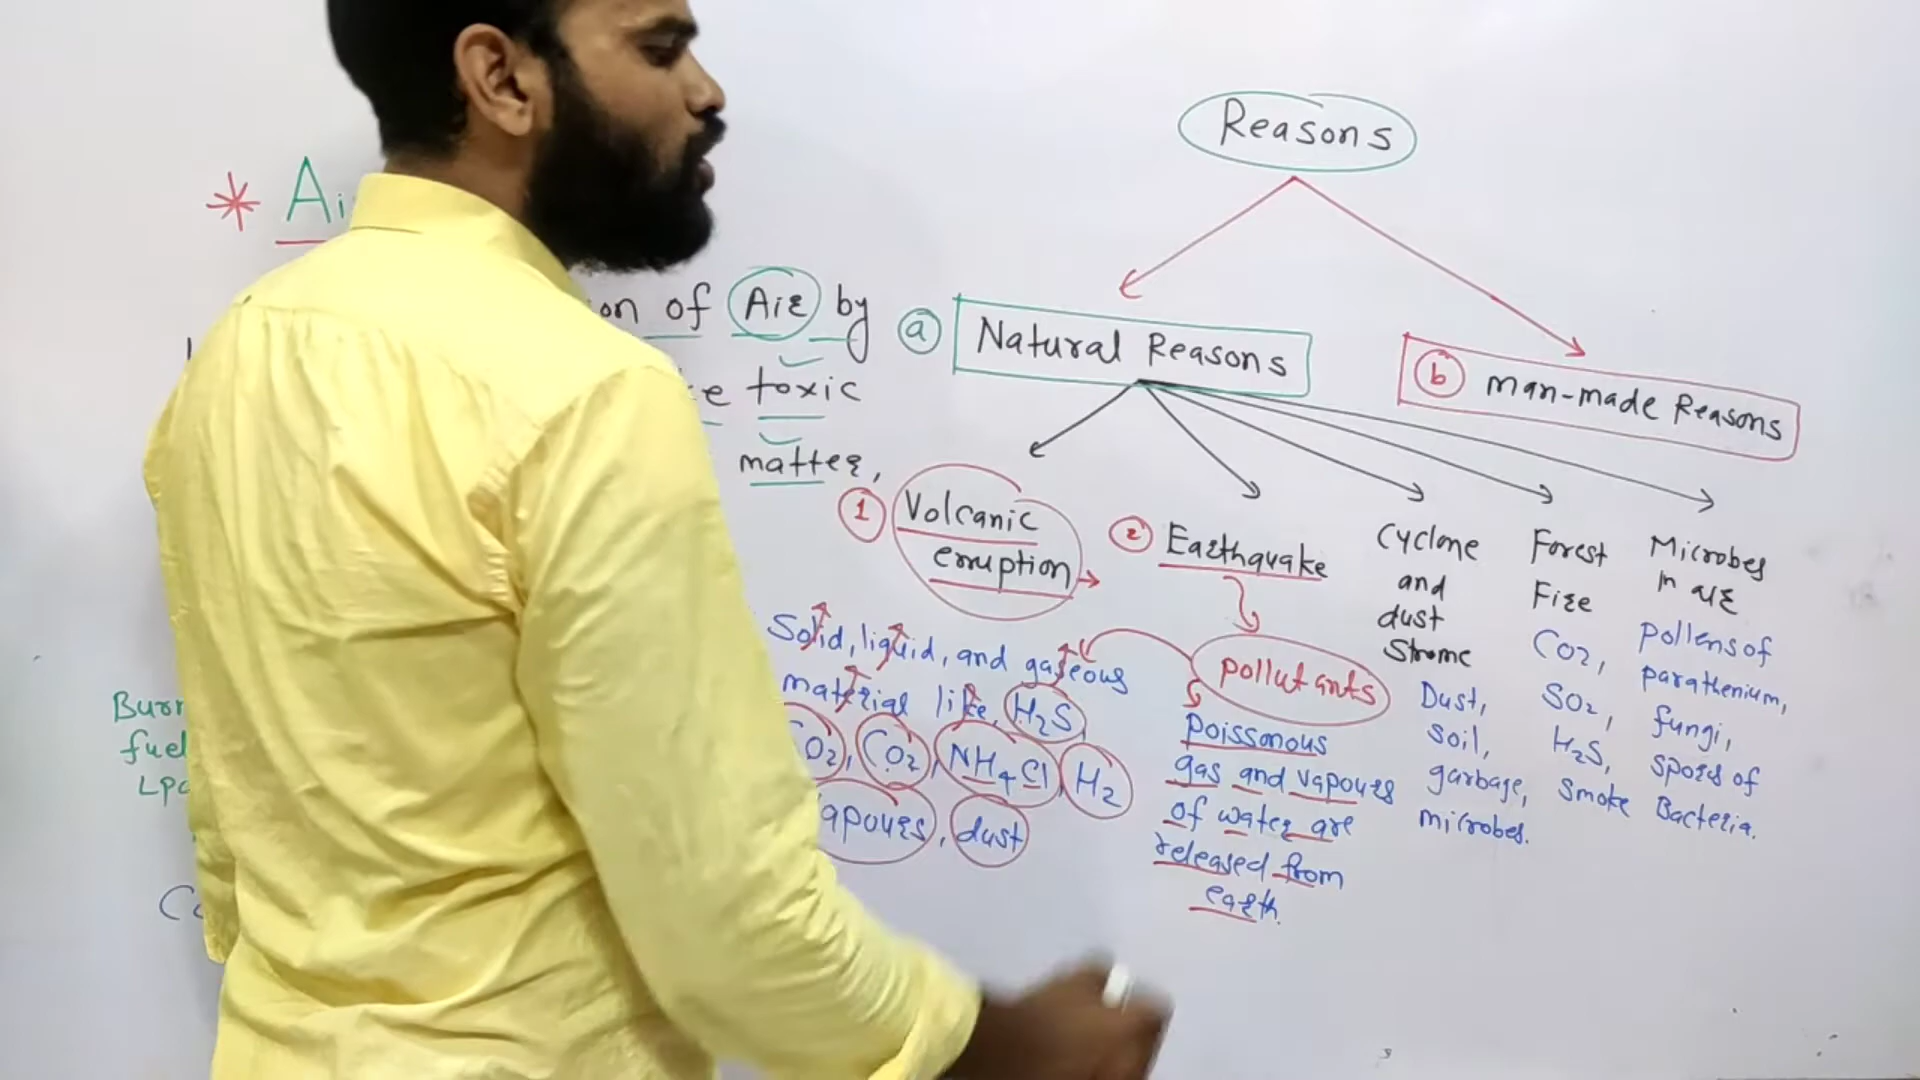 Reasons
* Ai
on of Air by
toxic
matter,
a Natural Reasons
b man-made Reasons
1 Volcanic
eruption
2 Earthquake
Cyclone
and
dust
Strome
Forest
Fire
Microbes
in air
Solid, liquid, and gaseous
material like, H2S,
O2, CO2, NH4Cl, H2
apours, dust
pollutants
poissonous
gas and vapours
of water are
released from
earth.
Dust,
soil,
garbage,
microbes.
CO2,
SO2,
H2S,
smoke
pollens of
parathenium,
fungi,
spores of
Bacteria.
Burr
fuel
LPG